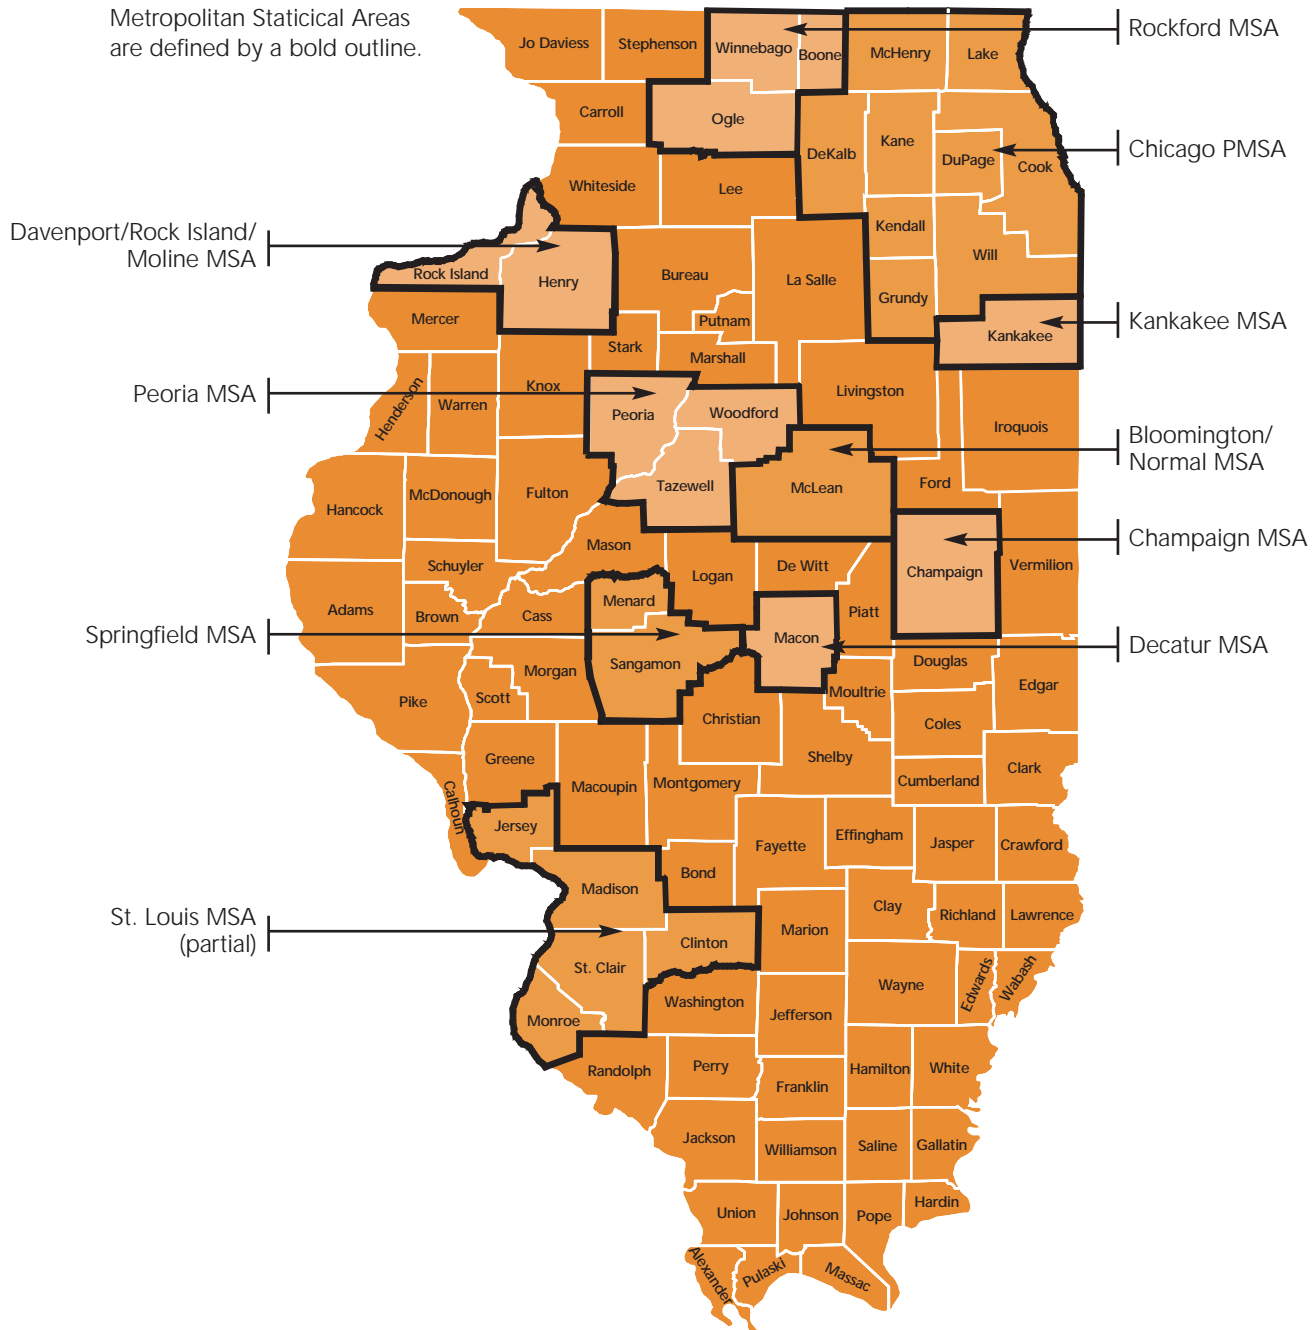 Metropolitan Staticical Areas
are defined by a bold outline.
Rockford MSA
Chicago PMSA
Davenport/Rock Island/
Moline MSA
Kankakee MSA
Peoria MSA
Bloomington/
Normal MSA
Champaign MSA
Springfield MSA
Decatur MSA
St. Louis MSA
(partial)
Jo Daviess
Stephenson
Winnebago
Boone
McHenry
Lake
Carroll
Ogle
DeKalb
Kane
DuPage
Cook
Whiteside
Lee
Kendall
Will
Rock Island
Henry
Bureau
La Salle
Grundy
Mercer
Putnam
Kankakee
Stark
Marshall
Henderson
Warren
Knox
Peoria
Woodford
Livingston
Iroquois
Hancock
McDonough
Fulton
Tazewell
McLean
Ford
Mason
Schuyler
Logan
De Witt
Champaign
Vermilion
Adams
Brown
Cass
Menard
Piatt
Macon
Sangamon
Morgan
Scott
Pike
Christian
Moultrie
Douglas
Edgar
Coles
Greene
Macoupin
Montgomery
Shelby
Cumberland
Clark
Calhoun
Jersey
Fayette
Effingham
Jasper
Crawford
Madison
Bond
Clay
Richland
Lawrence
Clinton
Marion
St. Clair
Wayne
Edwards
Wabash
Monroe
Washington
Jefferson
Randolph
Perry
Franklin
Hamilton
White
Jackson
Williamson
Saline
Gallatin
Union
Johnson
Pope
Hardin
Alexander
Pulaski
Massac